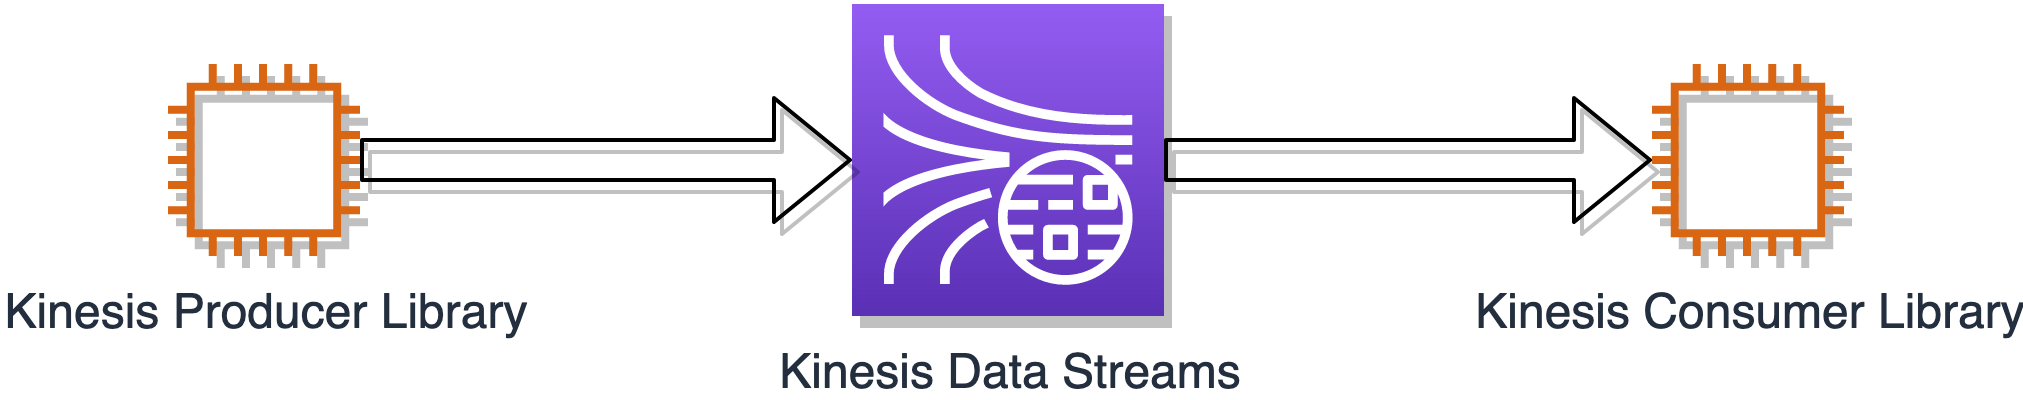 Kinesis Producer Library
Kinesis Data Streams
Kinesis Consumer Library